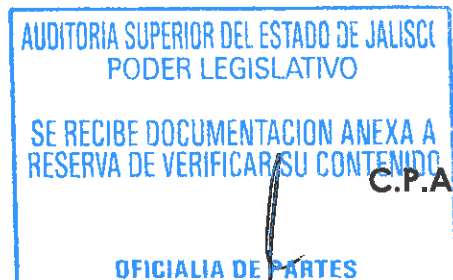 AUDITORIA SUPERIOR DEL ESTADO DE JALISC(
PODER LEGISLATIVO
SE RECIBE DOCUMENTACION ANEXA A
RESERVA DE VERIFICAR SU CONTENIDO
C.P.A
OFICIALIA DE PARTES